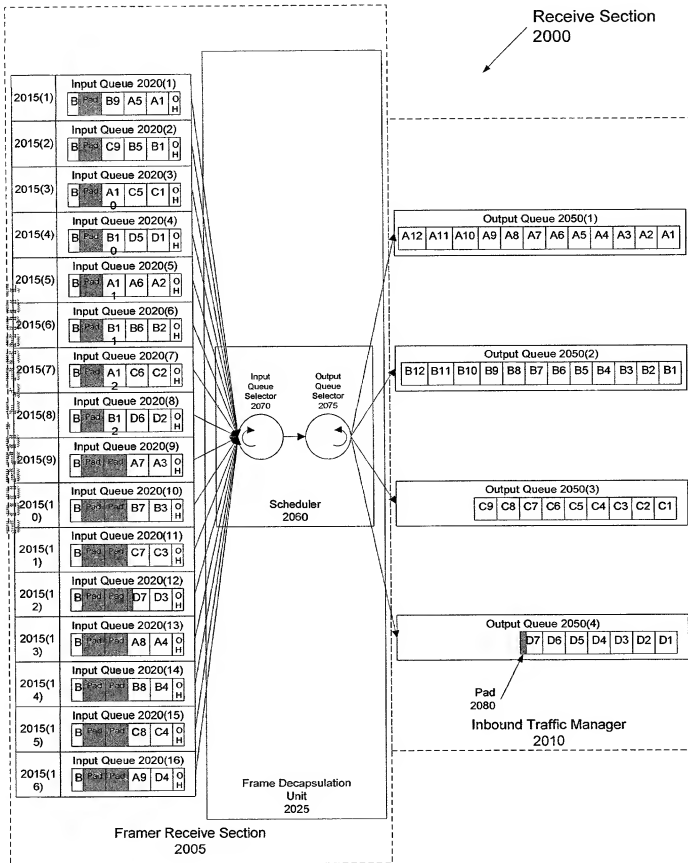 Receive Section
2000
2015(1)
Input Queue 2020(1)
B Pad B9 A5 A1 O
H
2015(2)
Input Queue 2020(2)
B Pad C9 B5 B1 O
H
2015(3)
Input Queue 2020(3)
B Pad A1 C5 C1 O
0 H
2015(4)
Input Queue 2020(4)
B Pad B1 D5 D1 O
0 H
2015(5)
Input Queue 2020(5)
B Pad A1 A6 A2 O
1 H
2015(6)
Input Queue 2020(6)
B Pad B1 B6 B2 O
1 H
2015(7)
Input Queue 2020(7)
B Pad A1 C6 C2 O
2 H
2015(8)
Input Queue 2020(8)
B Pad B1 D6 D2 O
2 H
2015(9)
Input Queue 2020(9)
B Pad Pad A7 A3 O
H
2015(1
0)
Input Queue 2020(10)
B Pad Pad B7 B3 O
H
2015(1
1)
Input Queue 2020(11)
B Pad Pad C7 C3 O
H
2015(1
2)
Input Queue 2020(12)
B Pad Pad D7 D3 O
H
2015(1
3)
Input Queue 2020(13)
B Pad Pad A8 A4 O
H
2015(1
4)
Input Queue 2020(14)
B Pad Pad B8 B4 O
H
2015(1
5)
Input Queue 2020(15)
B Pad Pad C8 C4 O
H
2015(1
6)
Input Queue 2020(16)
B Pad Pad A9 D4 O
H
Framer Receive Section
2005
Input
Queue
Selector
2070
Output
Queue
Selector
2075
Scheduler
2060
Frame Decapsulation
Unit
2025
Output Queue 2050(1)
A12 A11 A10 A9 A8 A7 A6 A5 A4 A3 A2 A1
Output Queue 2050(2)
B12 B11 B10 B9 B8 B7 B6 B5 B4 B3 B2 B1
Output Queue 2050(3)
C9 C8 C7 C6 C5 C4 C3 C2 C1
Output Queue 2050(4)
D7 D6 D5 D4 D3 D2 D1
Pad
2080
Inbound Traffic Manager
2010